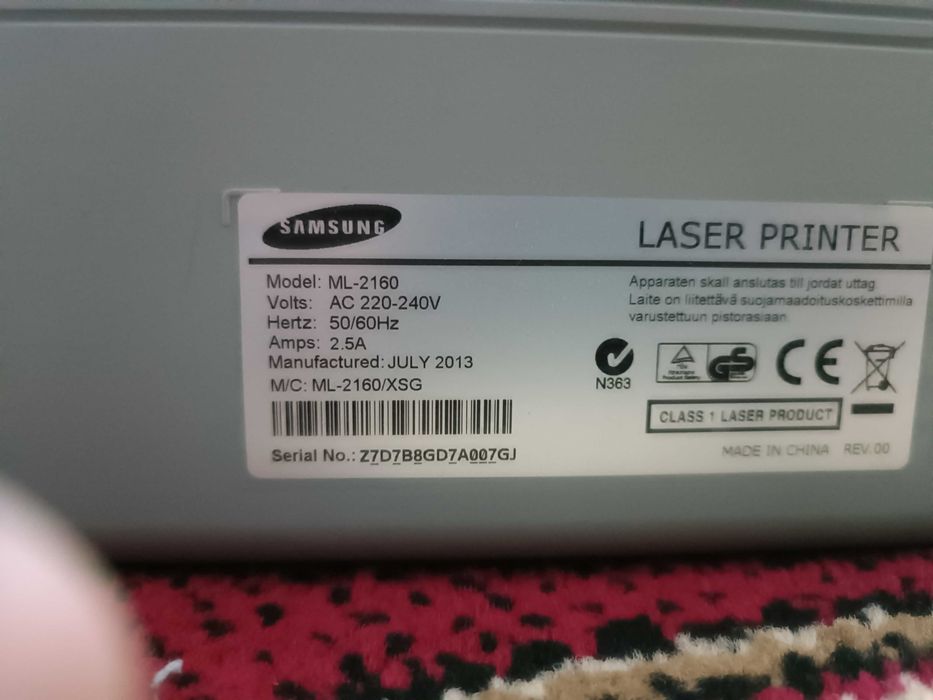 SAMSUNG
LASER PRINTER
Model: ML-2160
Volts: AC 220-240V
Hertz: 50/60Hz
Amps: 2.5A
Manufactured: JULY 2013
M/C: ML-2160/XSG
Serial No.: Z7D7B8GD7A007GJ
Apparaten skall anslutas till jordat uttag
Laite on liitettävä suojamaadoituskoskettimilla
varustettuun pistorasiaan
N363
GS
CE
CLASS 1 LASER PRODUCT
MADE IN CHINA REV.00